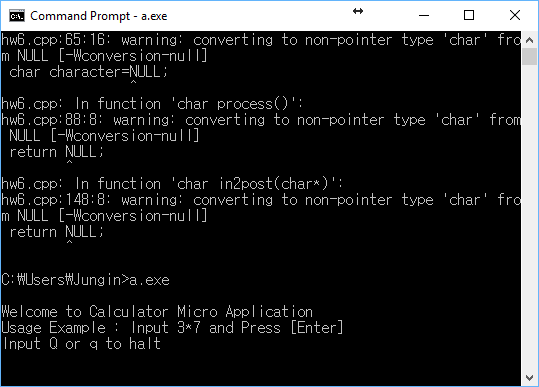 Command Prompt - a.exe
hw6.cpp:65:16: warning: converting to non-pointer type 'char' fro
m NULL [-Wconversion-null]
 char character=NULL;
                ^
hw6.cpp: In function 'char process()':
hw6.cpp:88:8: warning: converting to non-pointer type 'char' from
 NULL [-Wconversion-null]
 return NULL;
        ^
hw6.cpp: In function 'char in2post(char*)':
hw6.cpp:148:8: warning: converting to non-pointer type 'char' fro
m NULL [-Wconversion-null]
 return NULL;
        ^
C:₩Users₩Jungin>a.exe
Welcome to Calculator Micro Application
Usage Example : Input 3*7 and Press [Enter]
Input Q or q to halt